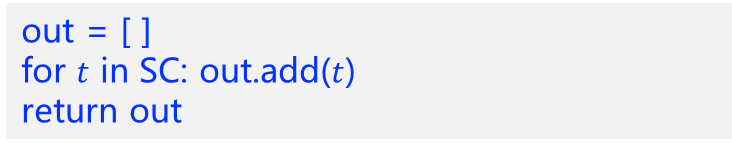 out = [ ]
for t in SC: out.add(t)
return out